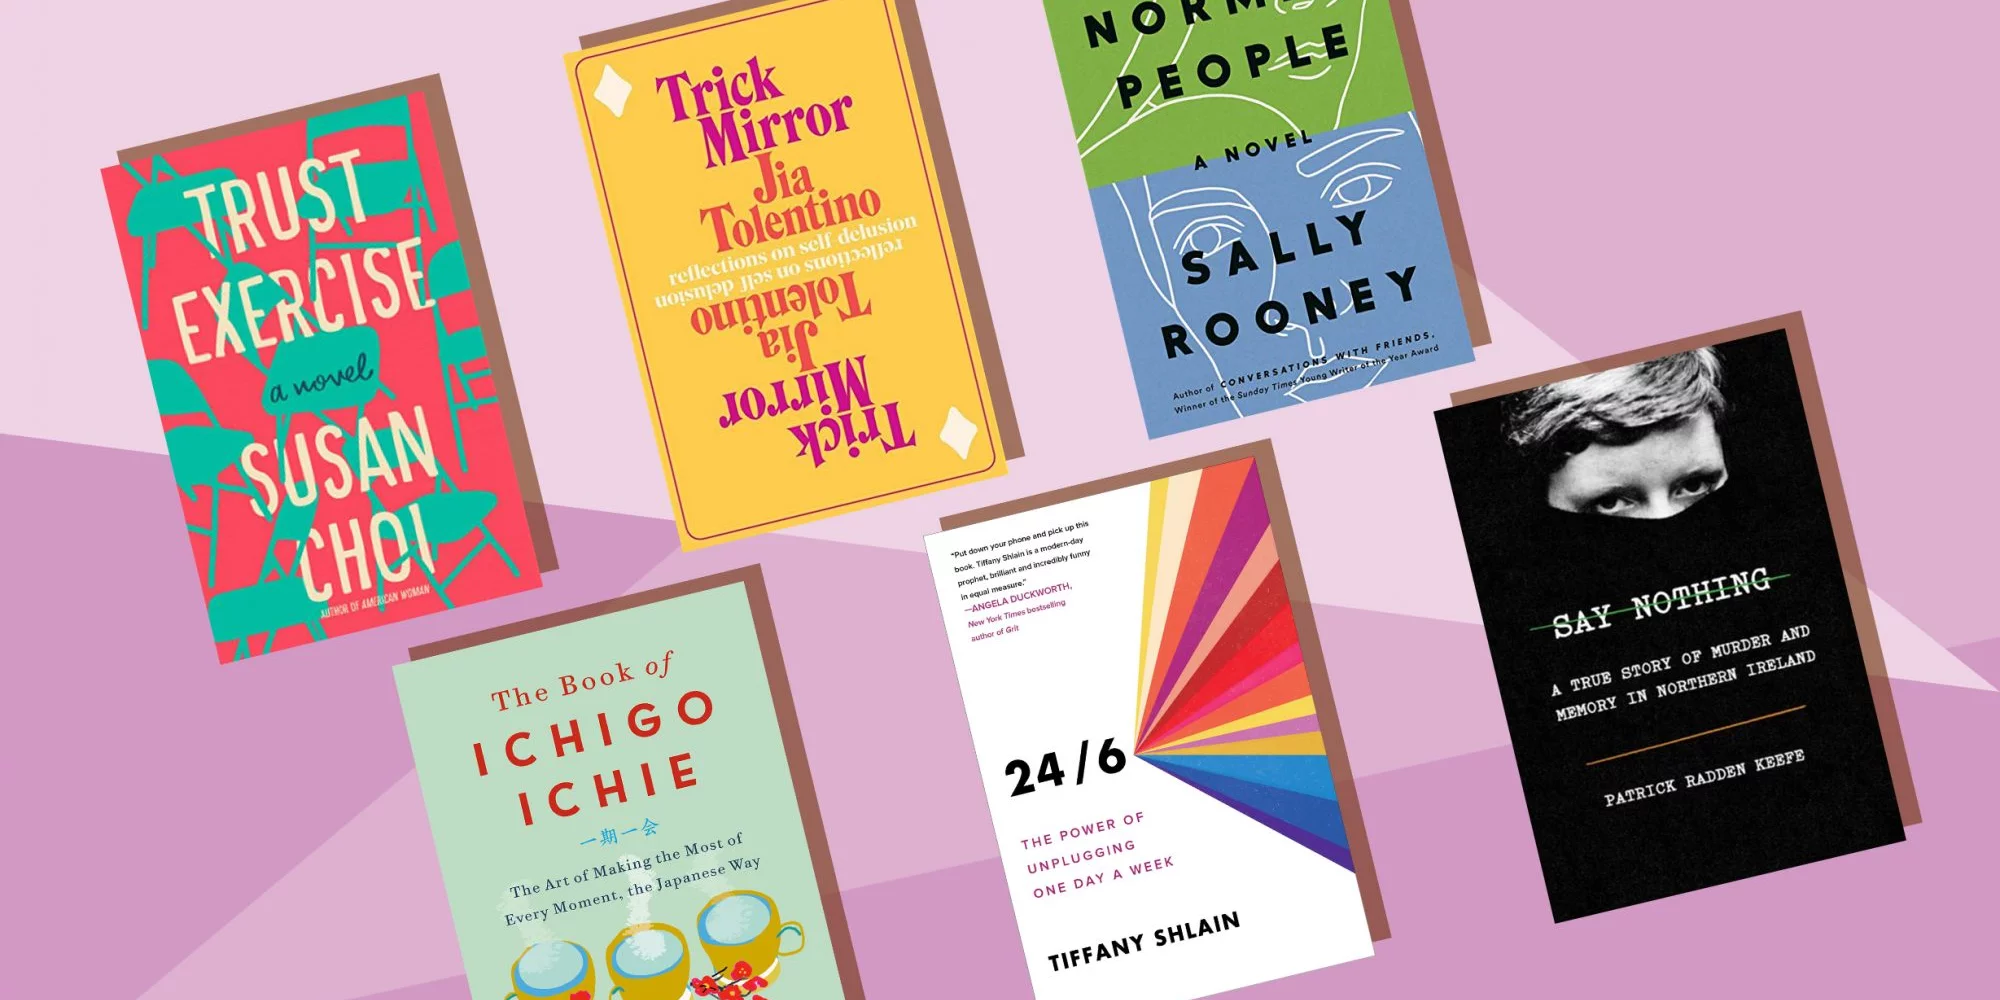 TRUST
EXERCISE
a novel
SUSAN
CHOI
AUTHOR OF AMERICAN WOMAN
Trick
Mirror
Jia
Tolentino
reflections on self delusion
reflections on self delusion
Tolentino
Jia
Mirror
Trick
PEOPLE
A NOVEL
SALLY
ROONEY
Author of CONVERSATIONS WITH FRIENDS,
Winner of the Sunday Times Young Writer of the Year Award
The Book of
ICHIGO
ICHIE
一期一会
The Art of Making the Most of
Every Moment, the Japanese Way
"Put down your phone and pick up this
book. Tiffany Shlain is a modern-day
prophet, brilliant and incredibly funny
in equal measure."
—ANGELA DUCKWORTH,
New York Times bestselling
author of Grit
24/6
THE POWER OF
UNPLUGGING
ONE DAY A WEEK
TIFFANY SHLAIN
SAY NOTHING
A TRUE STORY OF MURDER AND
MEMORY IN NORTHERN IRELAND
PATRICK RADDEN KEEFE